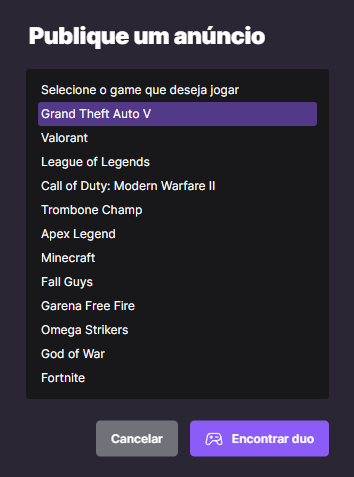 Publique um anúncio
Selecione o game que deseja jogar
Grand Theft Auto V
Valorant
League of Legends
Call of Duty: Modern Warfare II
Trombone Champ
Apex Legend
Minecraft
Fall Guys
Garena Free Fire
Omega Strikers
God of War
Fortnite
Cancelar
Encontrar duo